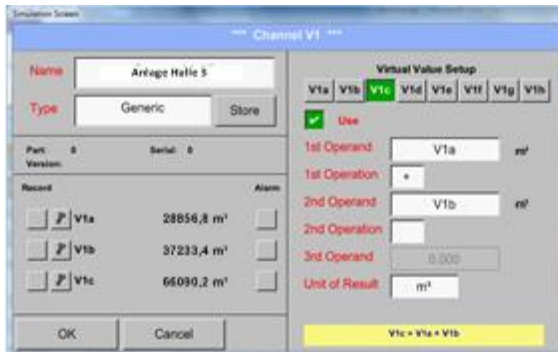 Simulation Screen
*** Channel V1 ***
Name
Anlage Halle 3
Type
Generic
Store
Part: 0
Serial: 0
Version:
Record
Alarm
V1a
28856,8 m³
V1b
37233,4 m³
V1c
66090,2 m³
OK
Cancel
Virtual Value Setup
V1a V1b V1c V1d V1e V1f V1g V1h
Use
1st Operand
V1a
m³
1st Operation
+
2nd Operand
V1b
m³
2nd Operation
3rd Operand
0.000
Unit of Result
m³
V1c = V1a + V1b